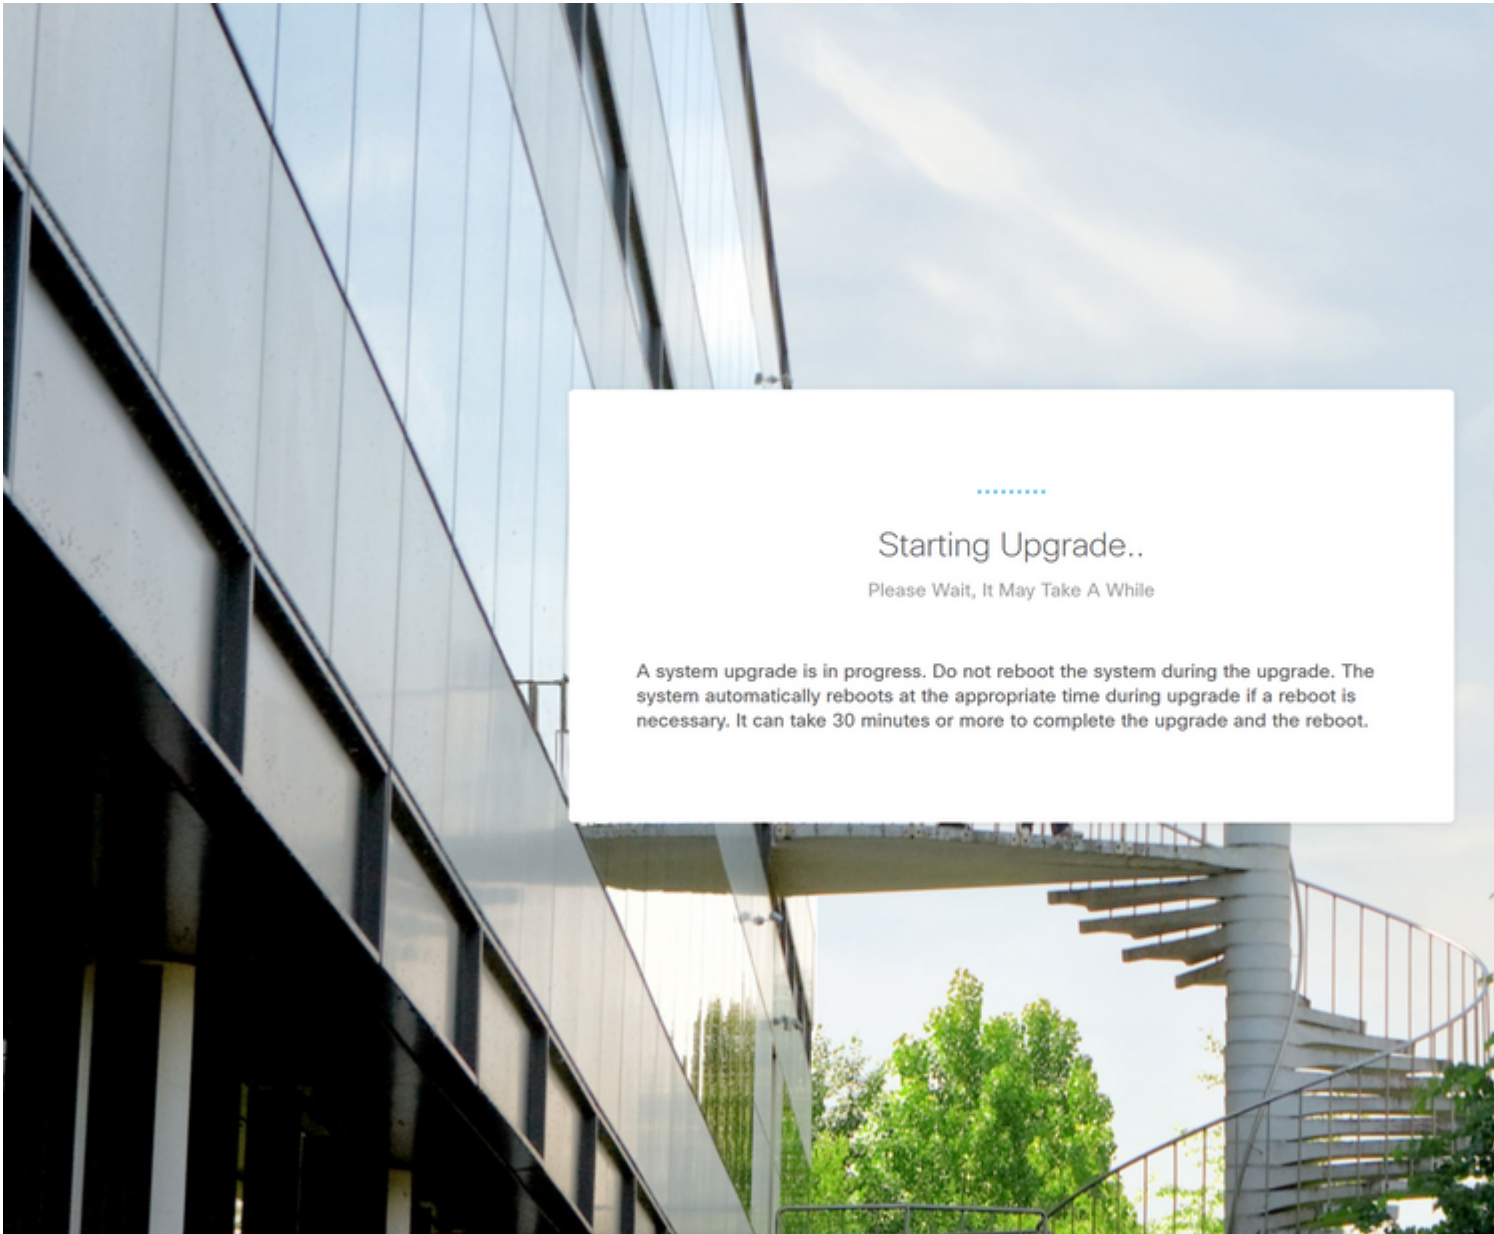 Starting Upgrade..
Please Wait, It May Take A While
A system upgrade is in progress. Do not reboot the system during the upgrade. The
system automatically reboots at the appropriate time during upgrade if a reboot is
necessary. It can take 30 minutes or more to complete the upgrade and the reboot.